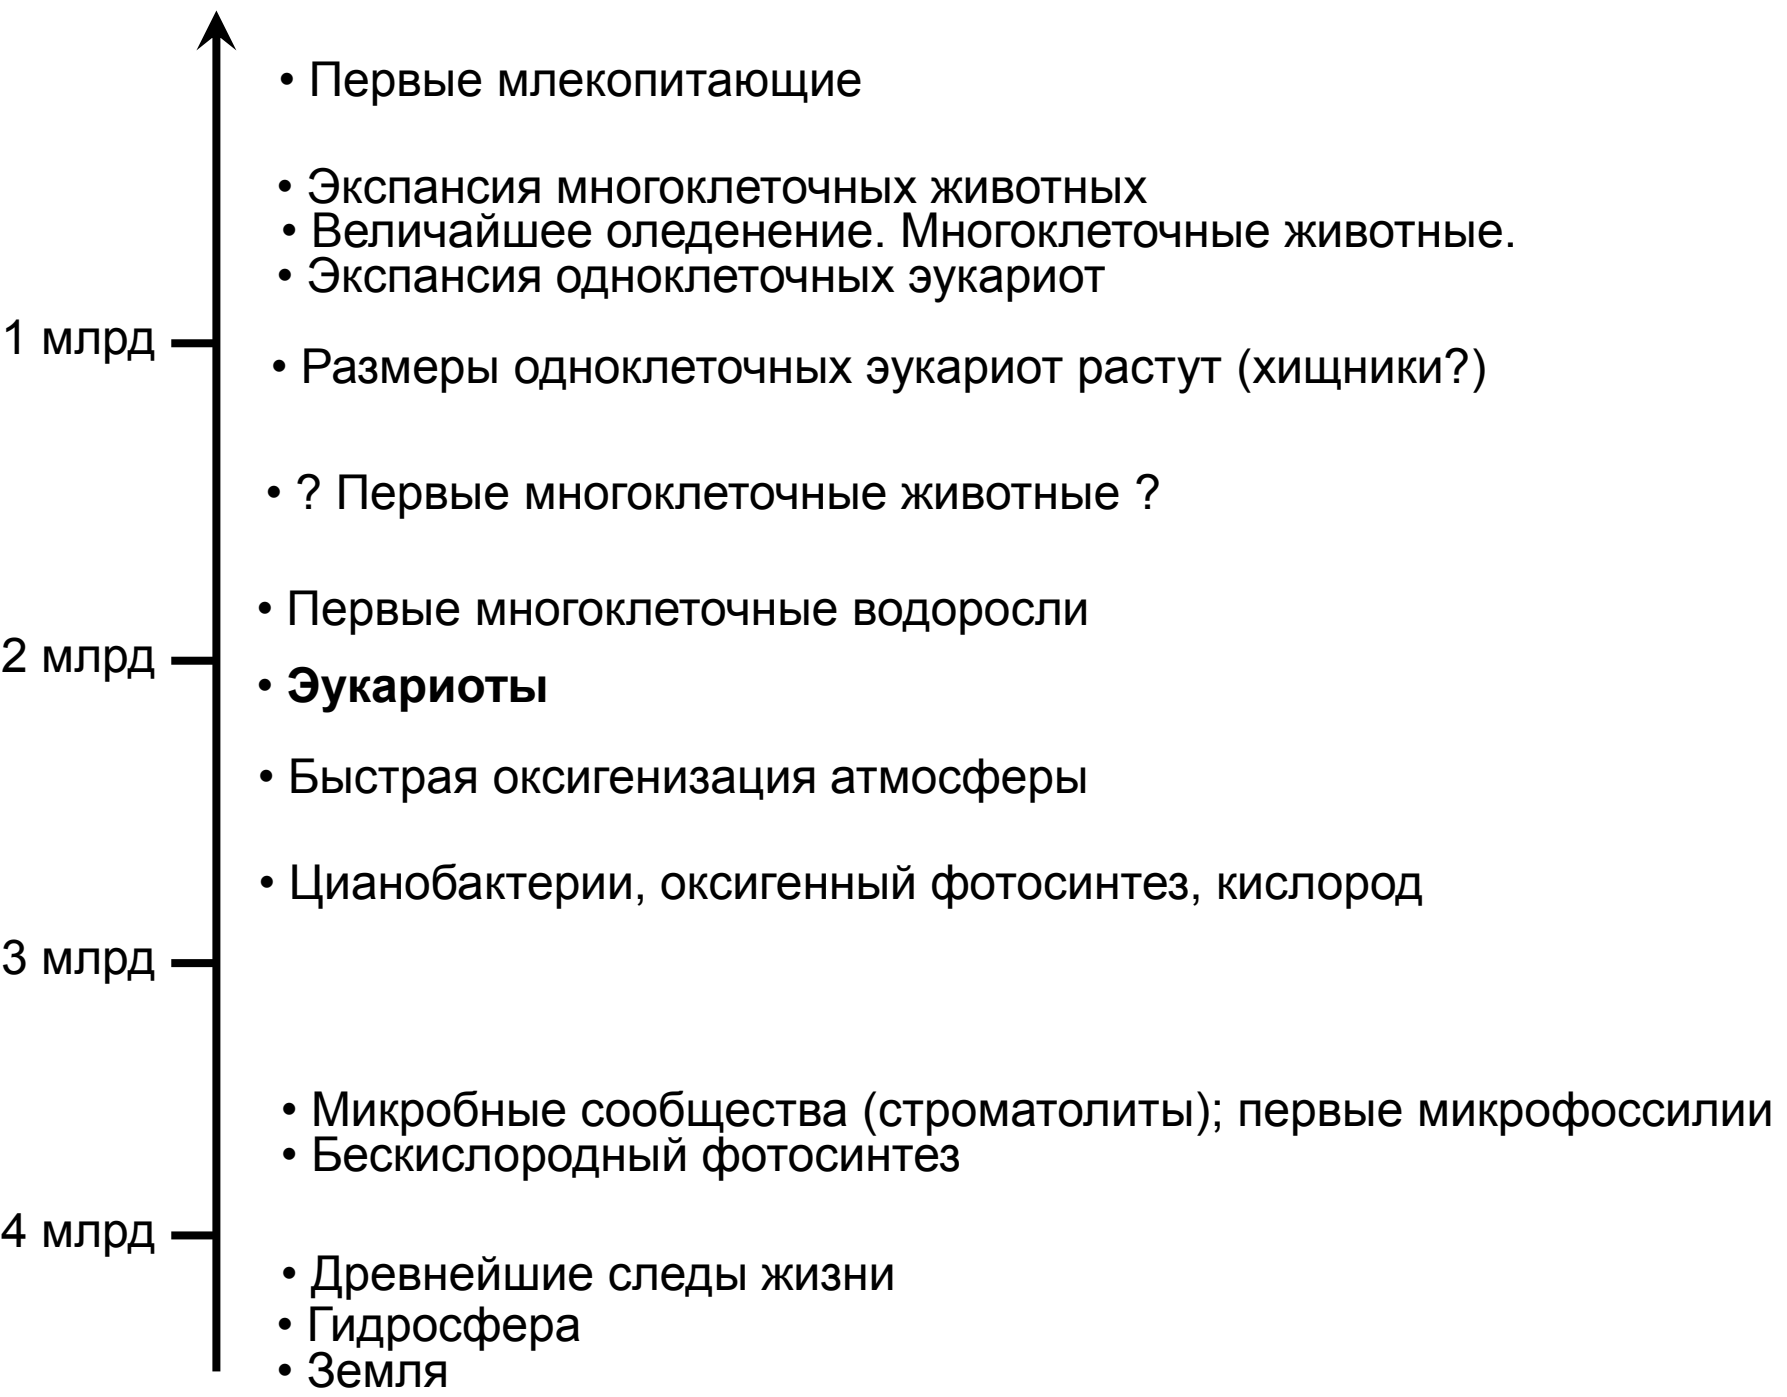 • Первые млекопитающие
• Экспансия многоклеточных животных
• Величайшее оледенение. Многоклеточные животные.
• Экспансия одноклеточных эукариот
1 млрд
• Размеры одноклеточных эукариот растут (хищники?)
• ? Первые многоклеточные животные ?
• Первые многоклеточные водоросли
2 млрд
• Эукариоты
• Быстрая оксигенизация атмосферы
• Цианобактерии, оксигенный фотосинтез, кислород
3 млрд
• Микробные сообщества (строматолиты); первые микрофоссилии
• Бескислородный фотосинтез
4 млрд
• Древнейшие следы жизни
• Гидросфера
• Земля